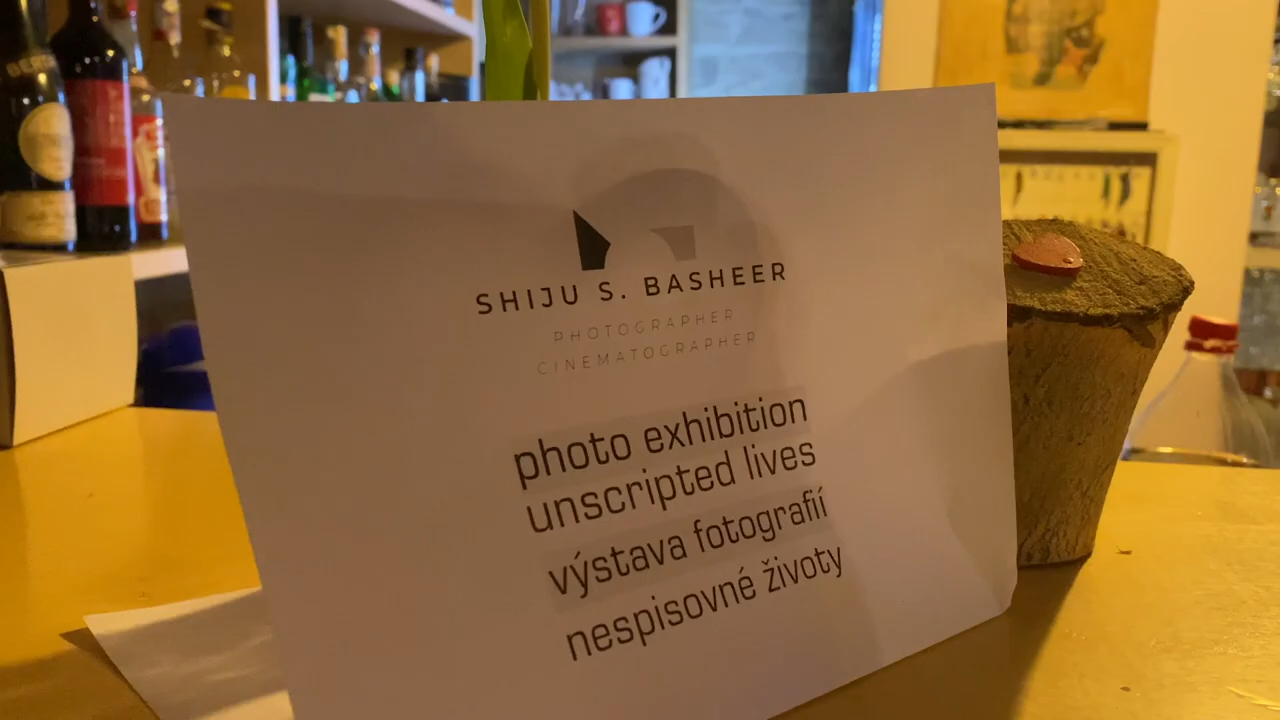 SHIJU S. BASHEER
PHOTOGRAPHER
CINEMATOGRAPHER
photo exhibition
unscripted lives
výstava fotografií
nespisovné životy